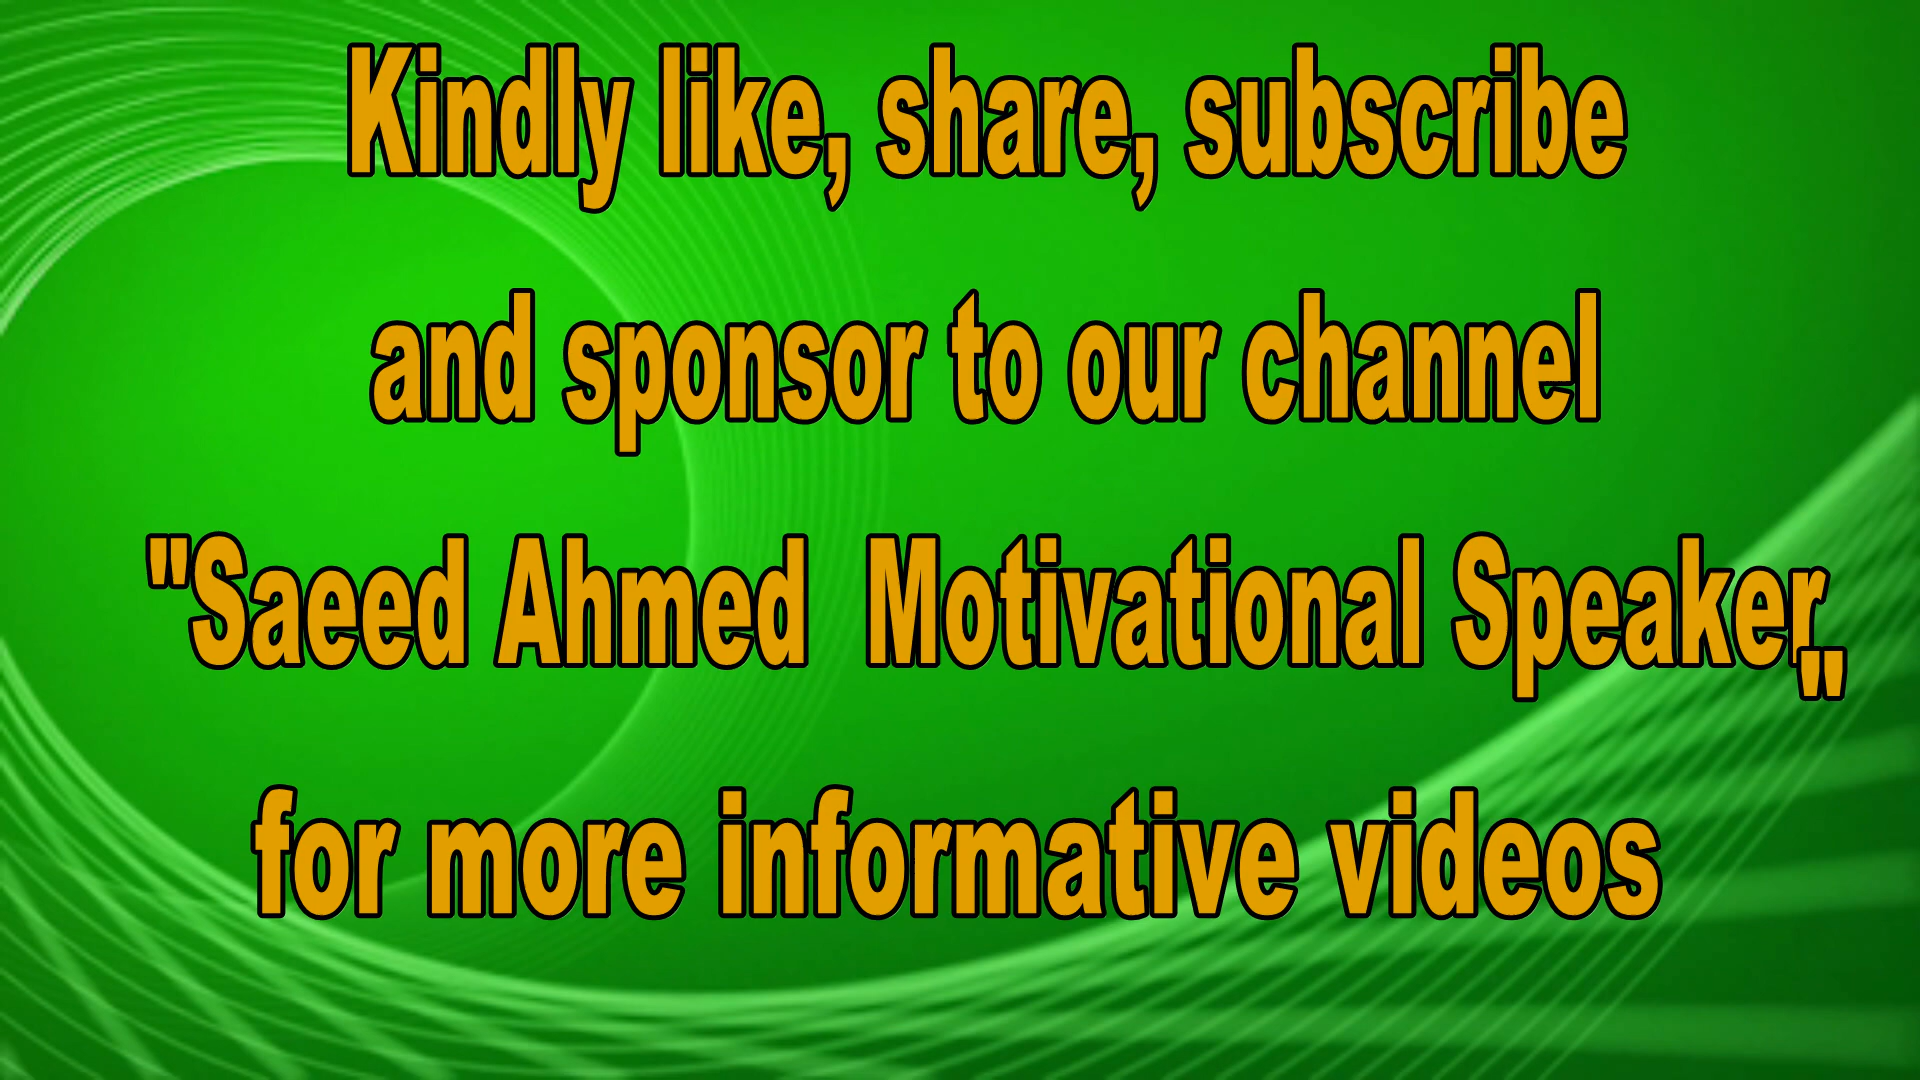 Kindly like, share, subscribe
and sponsor to our channel
"Saeed Ahmed  Motivational Speaker"
for more informative videos